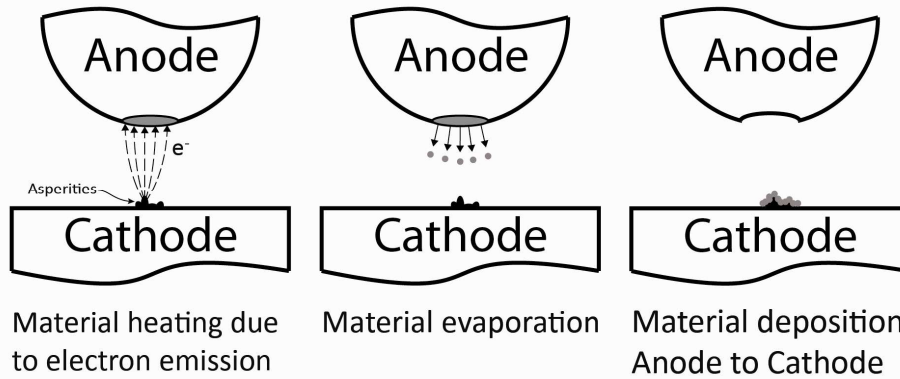 Anode
Anode
Anode
e-
Asperities
Cathode
Cathode
Cathode
Material heating due
to electron emission
Material evaporation
Material deposition
Anode to Cathode